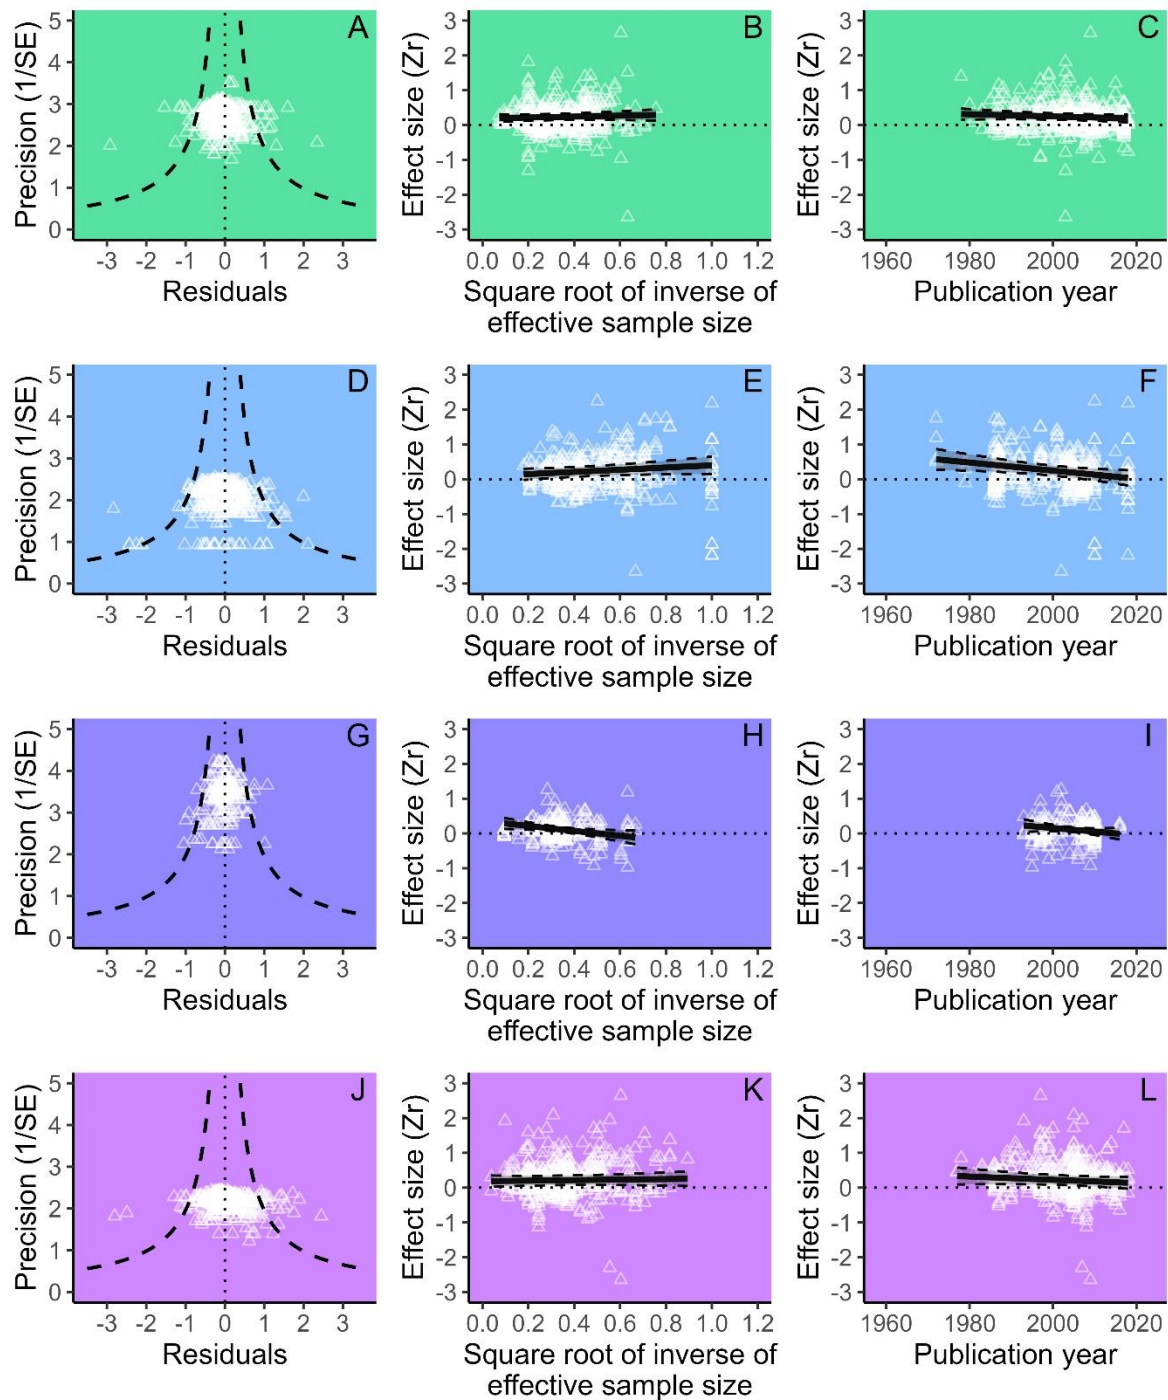 A
Precision (1/SE)
5
4
3
2
1
0
-3 -2 -1 0 1 2 3
Residuals
B
Effect size (Zr)
3
2
1
0
-1
-2
-3
0.0 0.2 0.4 0.6 0.8 1.0 1.2
Square root of inverse of
effective sample size
C
Effect size (Zr)
3
2
1
0
-1
-2
-3
1960 1980 2000 2020
Publication year
D
Precision (1/SE)
5
4
3
2
1
0
-3 -2 -1 0 1 2 3
Residuals
E
Effect size (Zr)
3
2
1
0
-1
-2
-3
0.0 0.2 0.4 0.6 0.8 1.0 1.2
Square root of inverse of
effective sample size
F
Effect size (Zr)
3
2
1
0
-1
-2
-3
1960 1980 2000 2020
Publication year
G
Precision (1/SE)
5
4
3
2
1
0
-3 -2 -1 0 1 2 3
Residuals
H
Effect size (Zr)
3
2
1
0
-1
-2
-3
0.0 0.2 0.4 0.6 0.8 1.0 1.2
Square root of inverse of
effective sample size
I
Effect size (Zr)
3
2
1
0
-1
-2
-3
1960 1980 2000 2020
Publication year
J
Precision (1/SE)
5
4
3
2
1
0
-3 -2 -1 0 1 2 3
Residuals
K
Effect size (Zr)
3
2
1
0
-1
-2
-3
0.0 0.2 0.4 0.6 0.8 1.0 1.2
Square root of inverse of
effective sample size
L
Effect size (Zr)
3
2
1
0
-1
-2
-3
1960 1980 2000 2020
Publication year